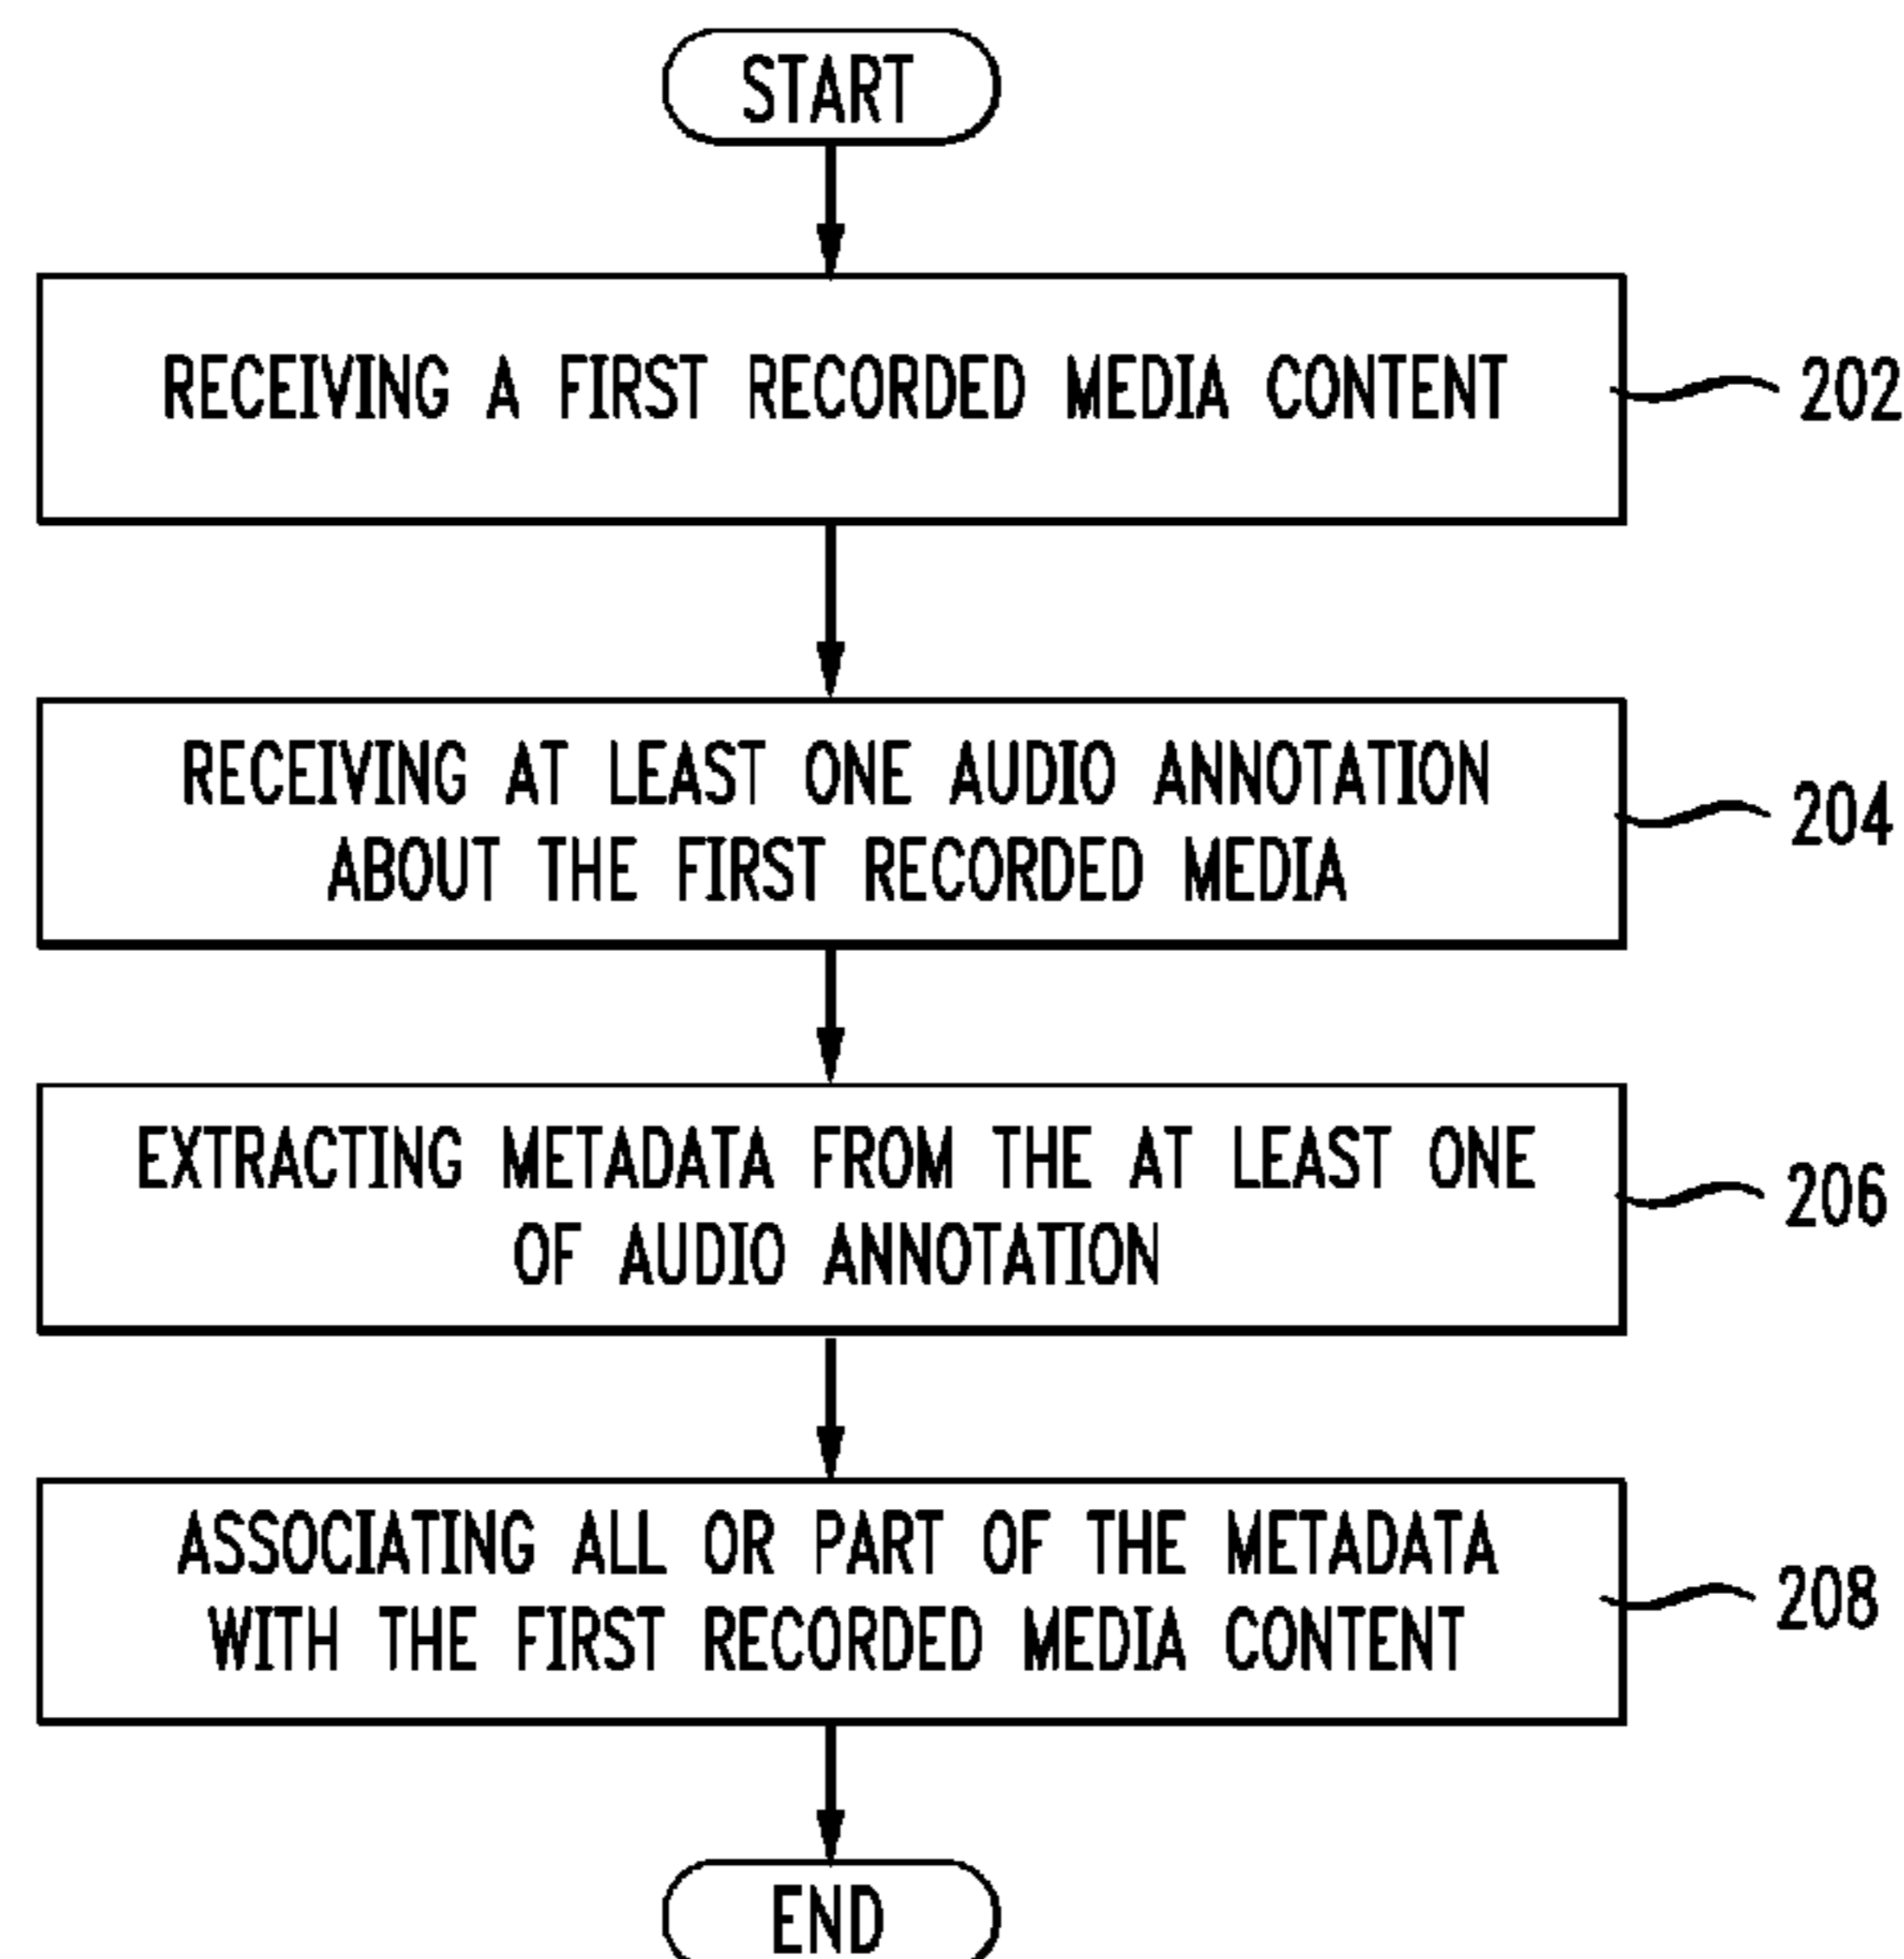 START
RECEIVING A FIRST RECORDED MEDIA CONTENT
202
RECEIVING AT LEAST ONE AUDIO ANNOTATION
ABOUT THE FIRST RECORDED MEDIA
204
EXTRACTING METADATA FROM THE AT LEAST ONE
OF AUDIO ANNOTATION
206
ASSOCIATING ALL OR PART OF THE METADATA
WITH THE FIRST RECORDED MEDIA CONTENT
208
END